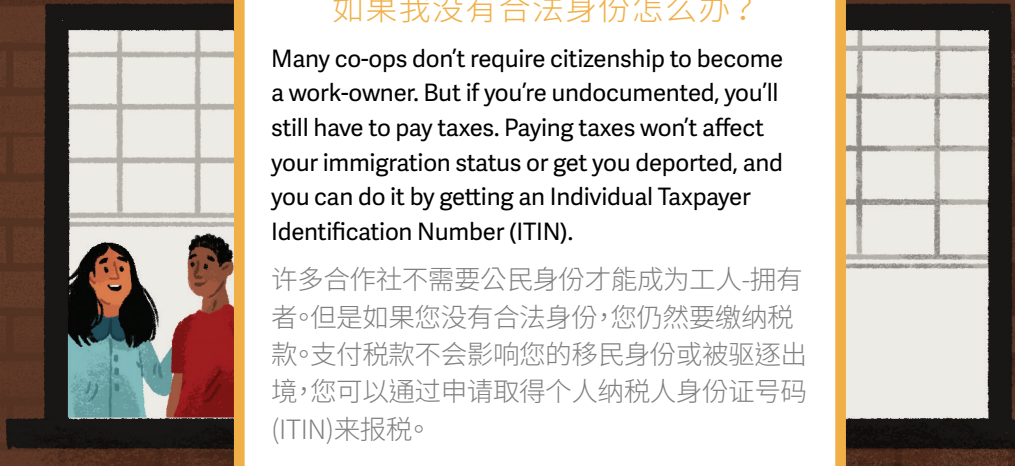 如果我没有合法身份怎么办？
Many co-ops don’t require citizenship to become
a work-owner. But if you’re undocumented, you’ll
still have to pay taxes. Paying taxes won’t affect
your immigration status or get you deported, and
you can do it by getting an Individual Taxpayer
Identification Number (ITIN).
许多合作社不需要公民身份才能成为工人-拥有
者。但是如果您没有合法身份，您仍然要缴纳税
款。支付税款不会影响您的移民身份或被驱逐出
境，您可以通过申请取得个人纳税人身份证号码
(ITIN)来报税。